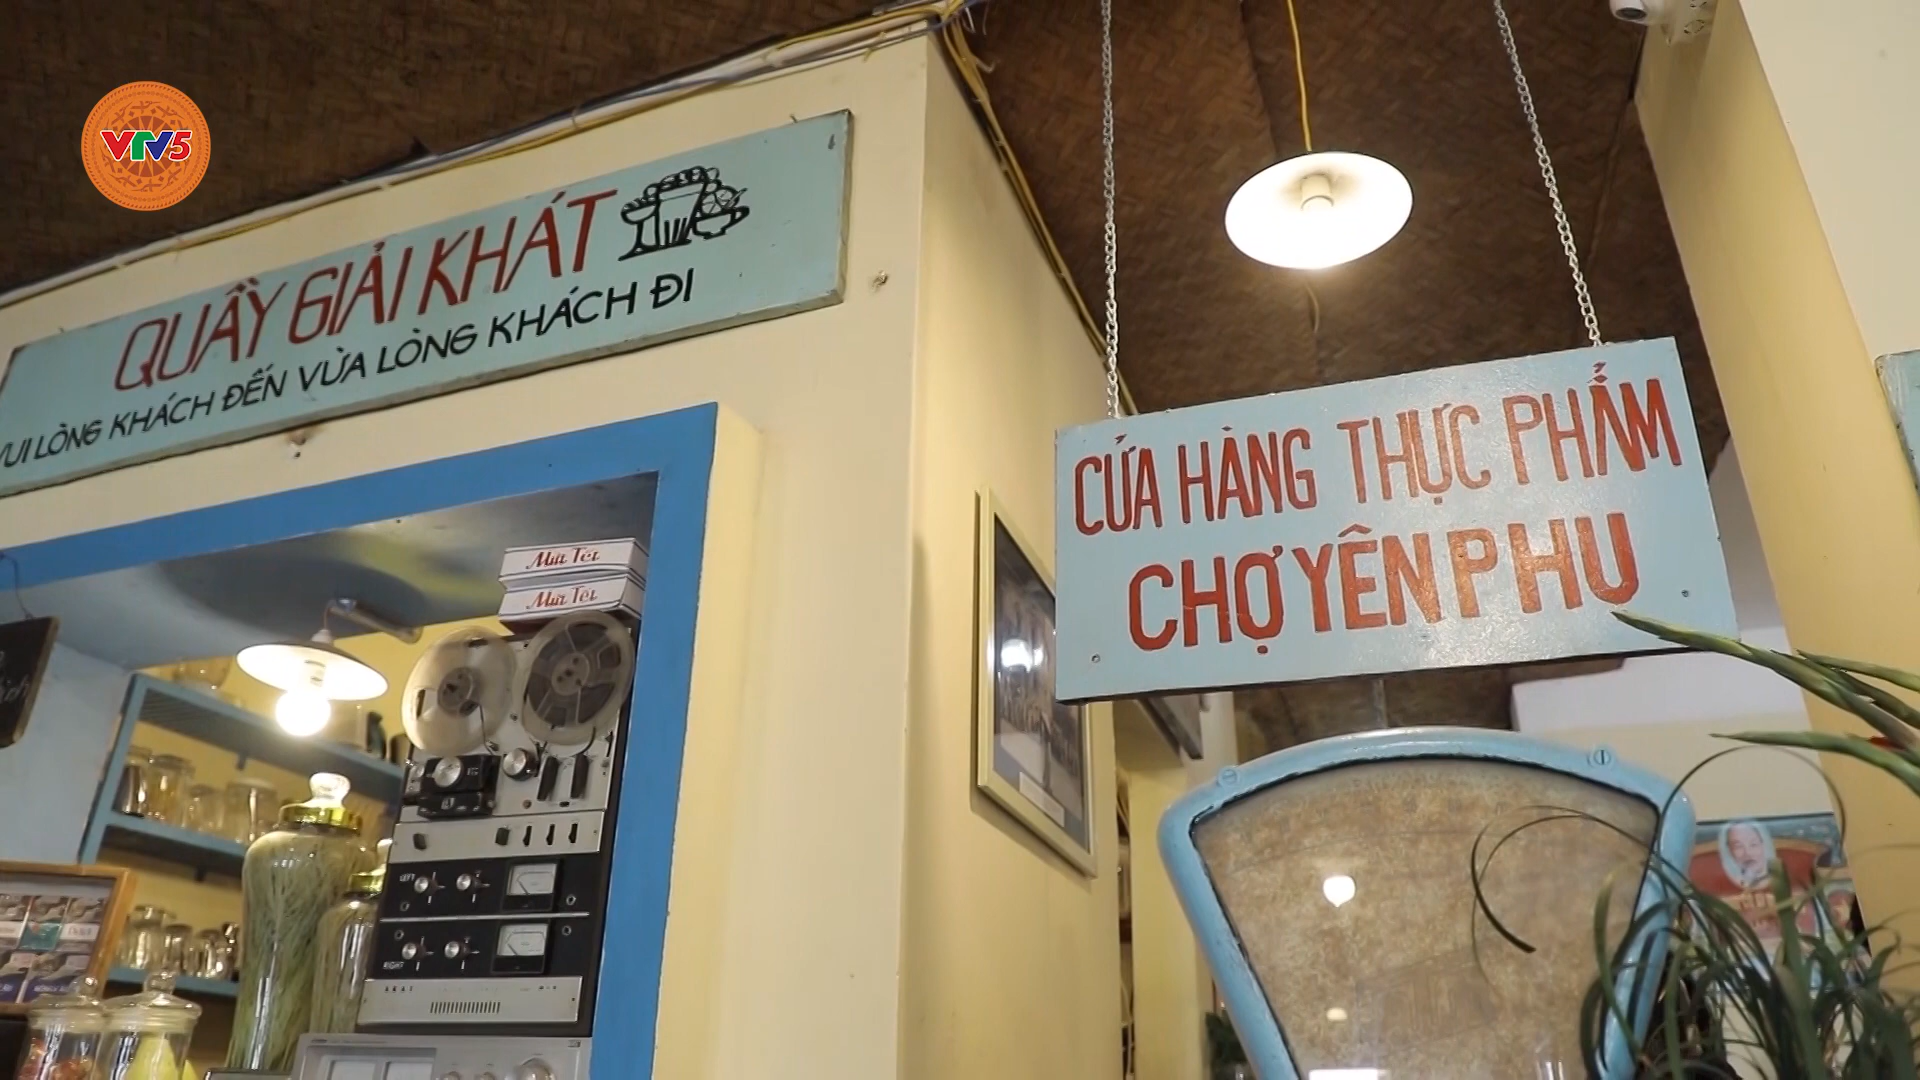 VTV5
QUẦY GIẢI KHÁT
VUI LÒNG KHÁCH ĐẾN VỪA LÒNG KHÁCH ĐI
CỬA HÀNG THỰC PHẨM
CHỢ YÊN PHỤ
Mứt Tết
Mứt Tết
LEFT
RIGHT